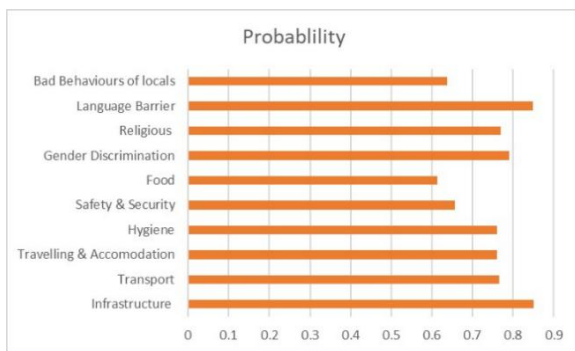 Probablility
Bad Behaviours of locals
Language Barrier
Religious
Gender Discrimination
Food
Safety & Security
Hygiene
Travelling & Accomodation
Transport
Infrastructure
0 0.1 0.2 0.3 0.4 0.5 0.6 0.7 0.8 0.9